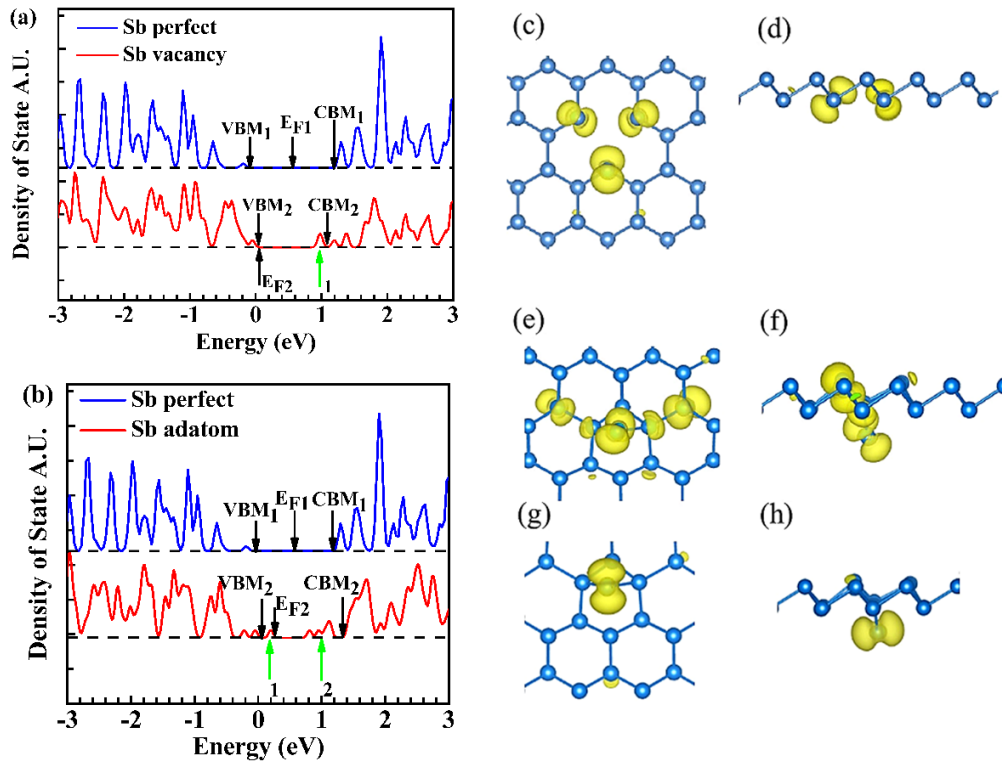 (a)
Sb perfect
Sb vacancy
Density of State A.U.
VBM1
EF1
CBM1
VBM2
CBM2
EF2
1
-3 -2 -1 0 1 2 3
Energy (eV)
(b)
Sb perfect
Sb adatom
Density of State A.U.
VBM1
EF1
CBM1
VBM2
EF2
CBM2
1
2
-3 -2 -1 0 1 2 3
Energy (eV)
(c)
(d)
(e)
(f)
(g)
(h)